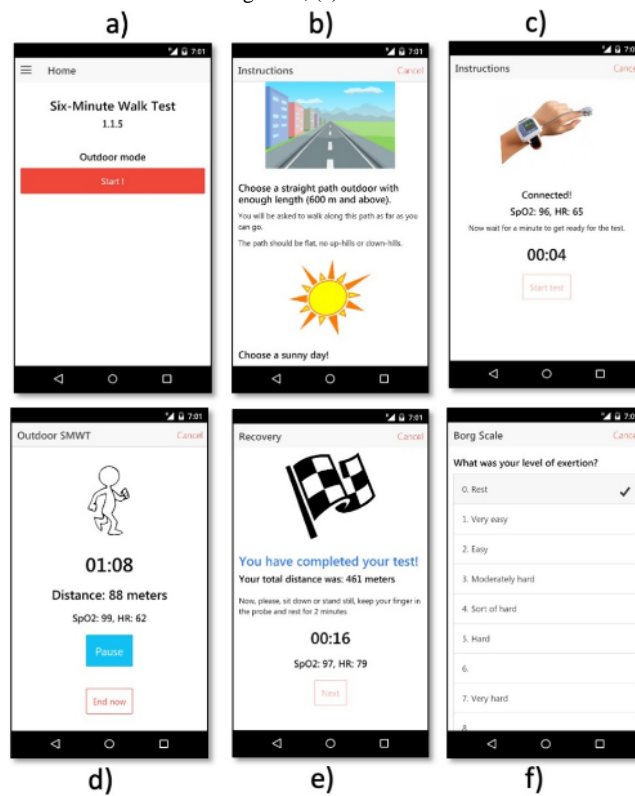 a)
b)
c)
7:01
Home
Six-Minute Walk Test
1.1.5
Outdoor mode
Start !
7:01
Instructions
Cancel
Choose a straight path outdoor with
enough length (600 m and above).
You will be asked to walk along this path as far as you
can go.
The path should be flat, no up-hills or down-hills.
Choose a sunny day!
Instructions
Connected!
SpO2: 96, HR: 65
Now wait for a minute to get ready for the test.
00:04
Start test
7:01
Outdoor SMWT
Cancel
01:08
Distance: 88 meters
SpO2: 99, HR: 62
Pause
End now
7:01
Recovery
Cancel
You have completed your test!
Your total distance was: 461 meters
Now, please, sit down or stand still, keep your finger in
the probe and rest for 2 minutes
00:16
SpO2: 97, HR: 79
Next
Borg Scale
What was your level of exertion?
0. Rest
1. Very easy
2. Easy
3. Moderately hard
4. Sort of hard
5. Hard
6.
7. Very hard
d)
e)
f)